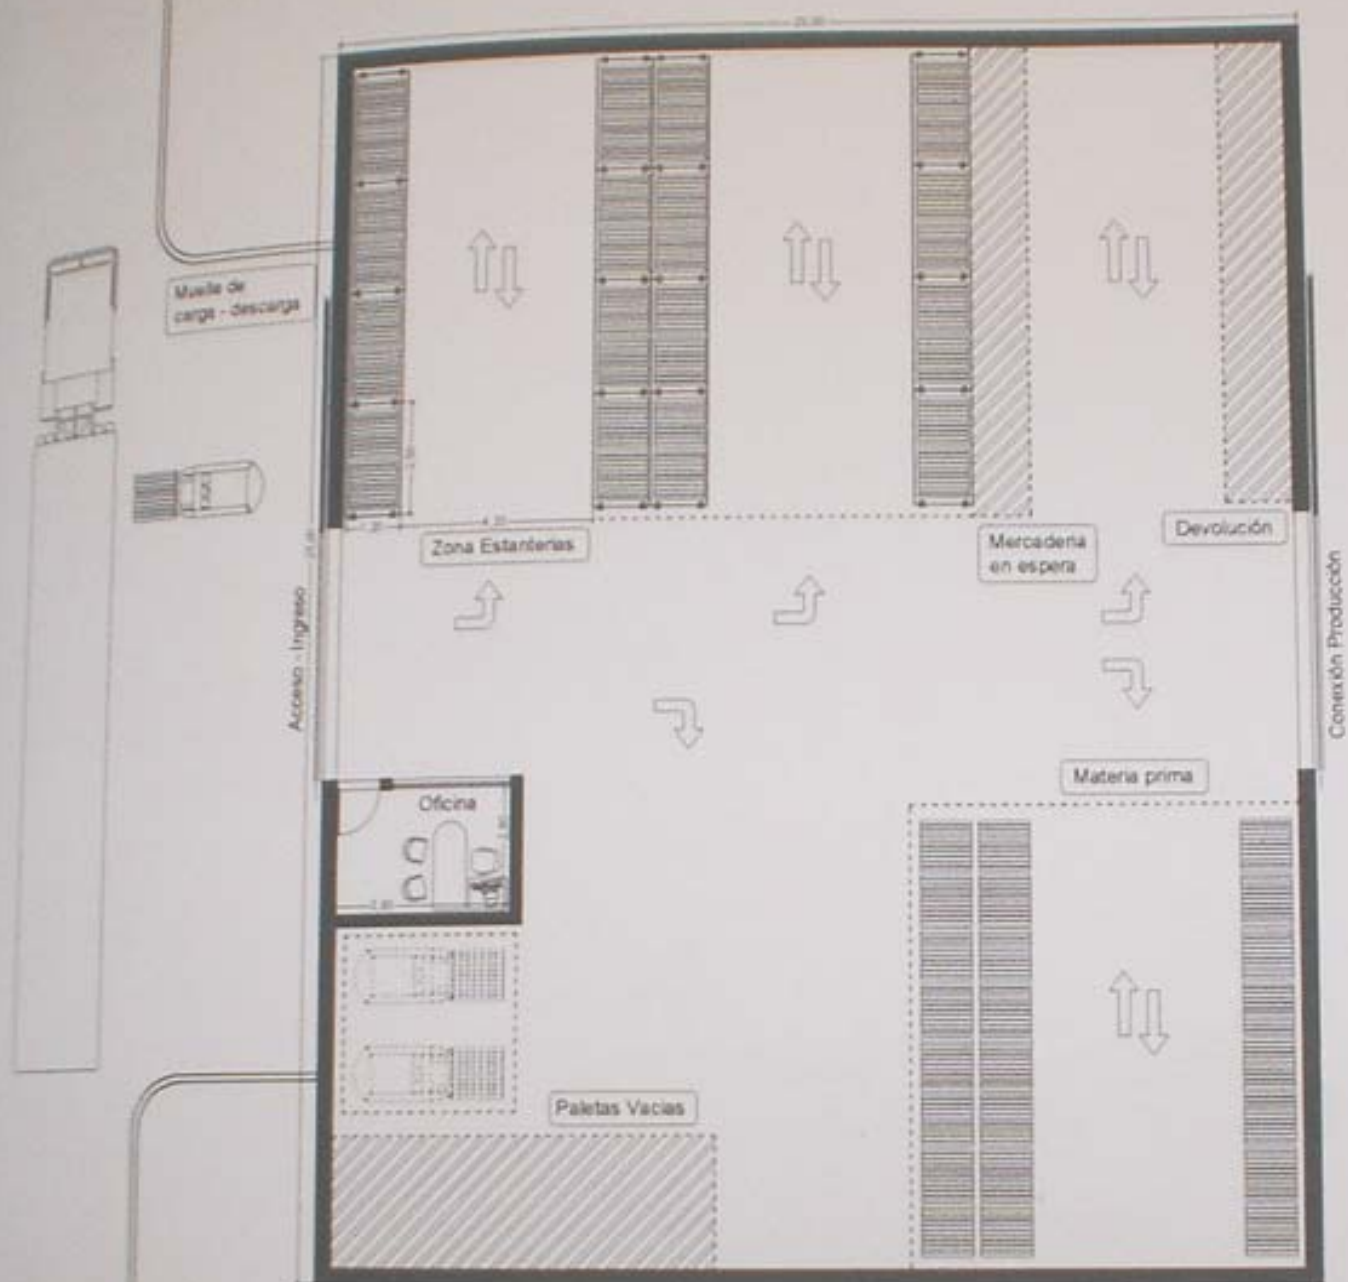 Muelle de
carga - descarga
Zona Estanterias
Mercaderia
en espera
Devolución
Acceso - Ingreso
Conexión Producción
Materia prima
Oficina
Paletas Vacias